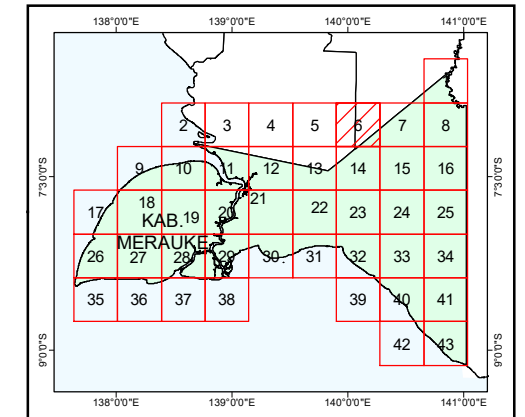 138°0'0"E 139°0'0"E 140°0'0"E 141°0'0"E
2 3 4 5 6 7 8
7°3'0"S 7°3'0"S
9 10 11 12 13 14 15 16
17 18 19 20 21 22 23 24 25
KAB.
MERAUKE
26 27 28 29 30 31 32 33 34
35 36 37 38 39 40 41
9°0'0"S 9°0'0"S
42 43
138°0'0"E 139°0'0"E 140°0'0"E 141°0'0"E